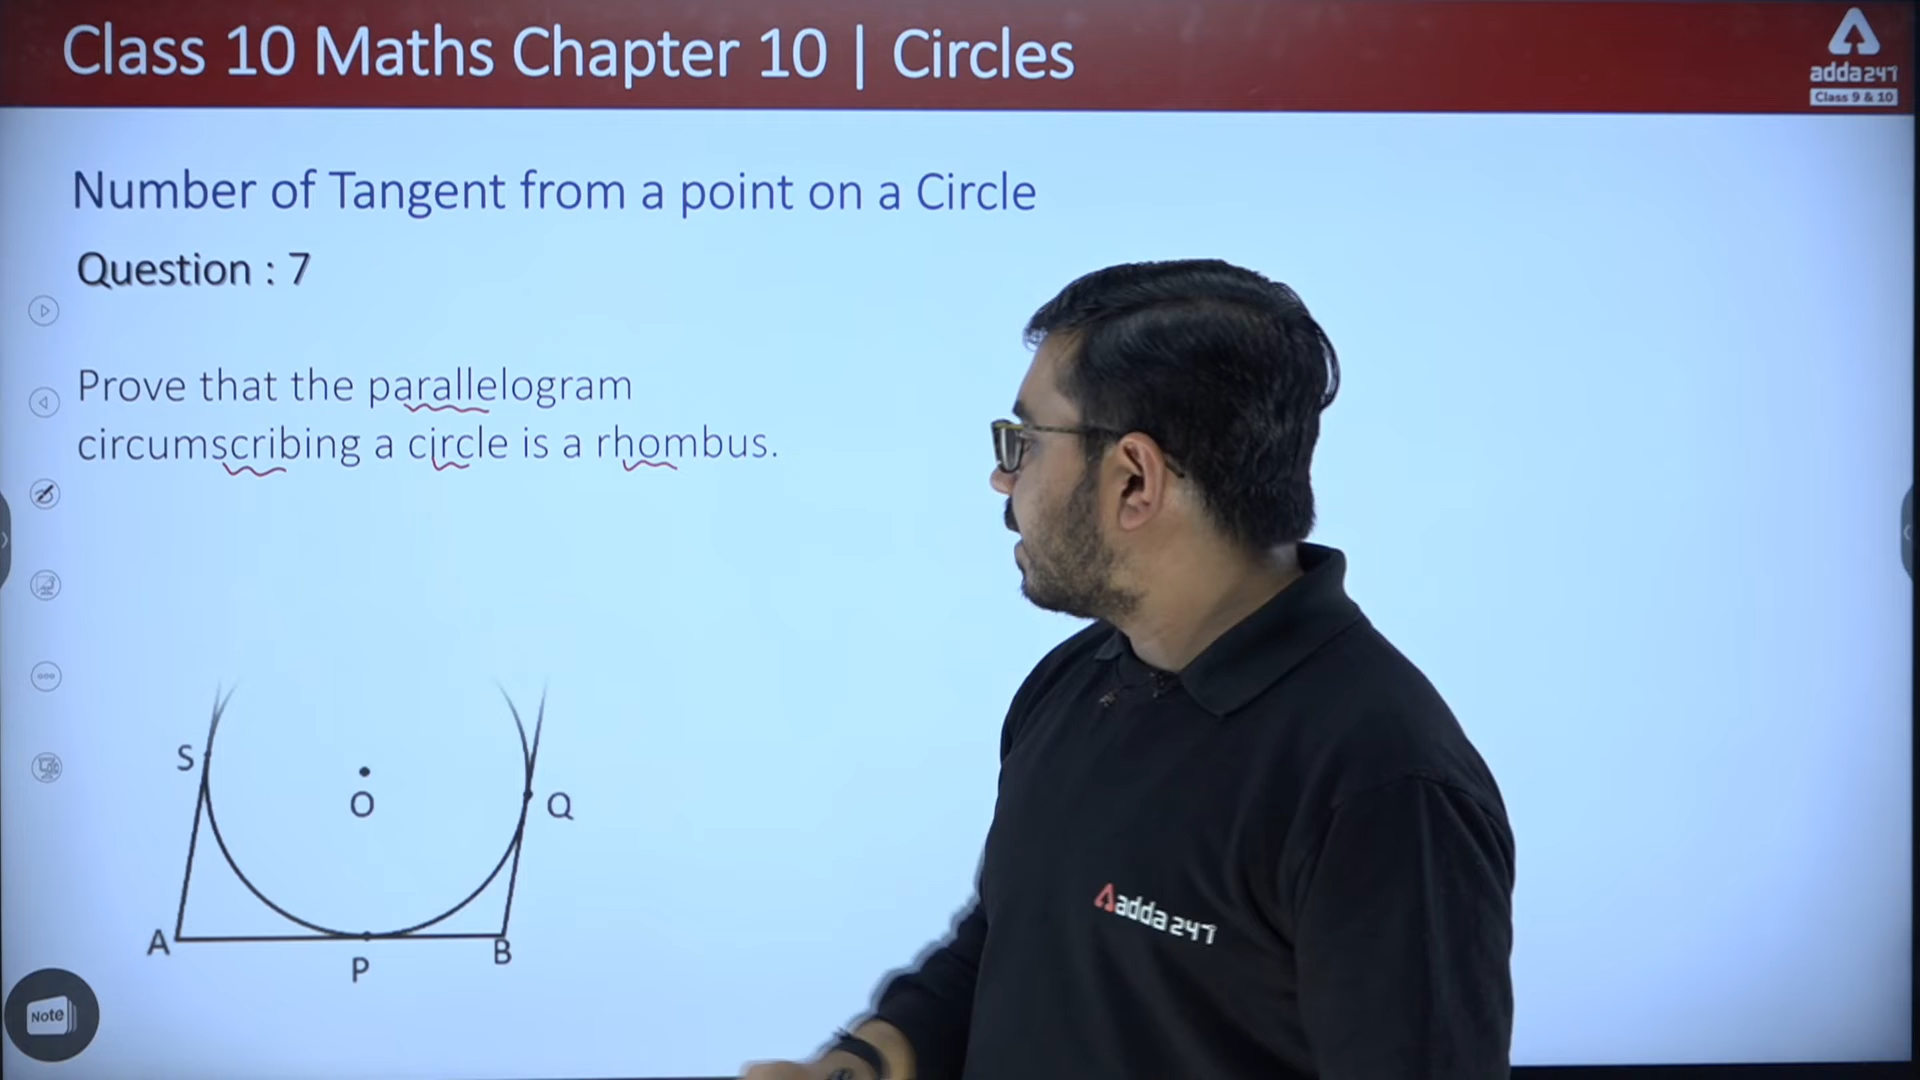 Class 10 Maths Chapter 10 | Circles
adda247
Class 9 & 10
Number of Tangent from a point on a Circle
Question : 7
Prove that the parallelogram
circumscribing a circle is a rhombus.
S
O
Q
A
B
P
Note
adda247